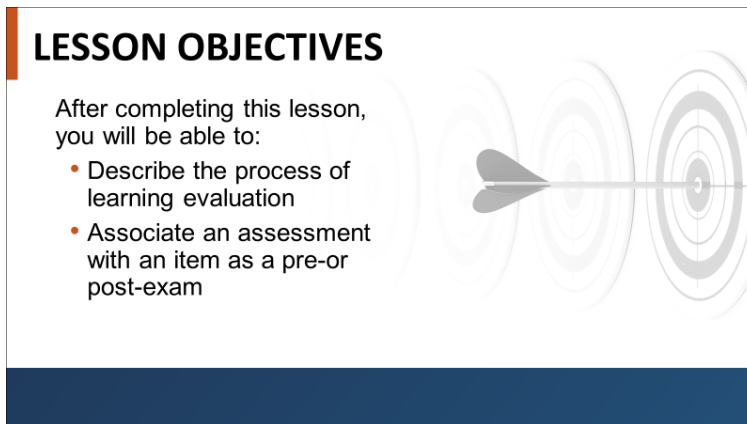 LESSON OBJECTIVES
After completing this lesson,
you will be able to:
• Describe the process of
learning evaluation
• Associate an assessment
with an item as a pre-or
post-exam